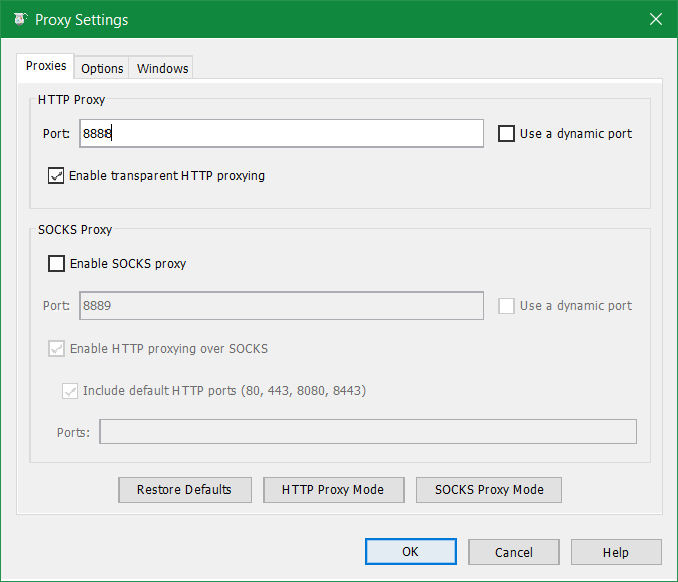 Proxy Settings
Proxies Options Windows
HTTP Proxy
Port: 8888 Use a dynamic port
Enable transparent HTTP proxying
SOCKS Proxy
Enable SOCKS proxy
Port: 8889 Use a dynamic port
Enable HTTP proxying over SOCKS
Include default HTTP ports (80, 443, 8080, 8443)
Ports:
Restore Defaults HTTP Proxy Mode SOCKS Proxy Mode
OK Cancel Help